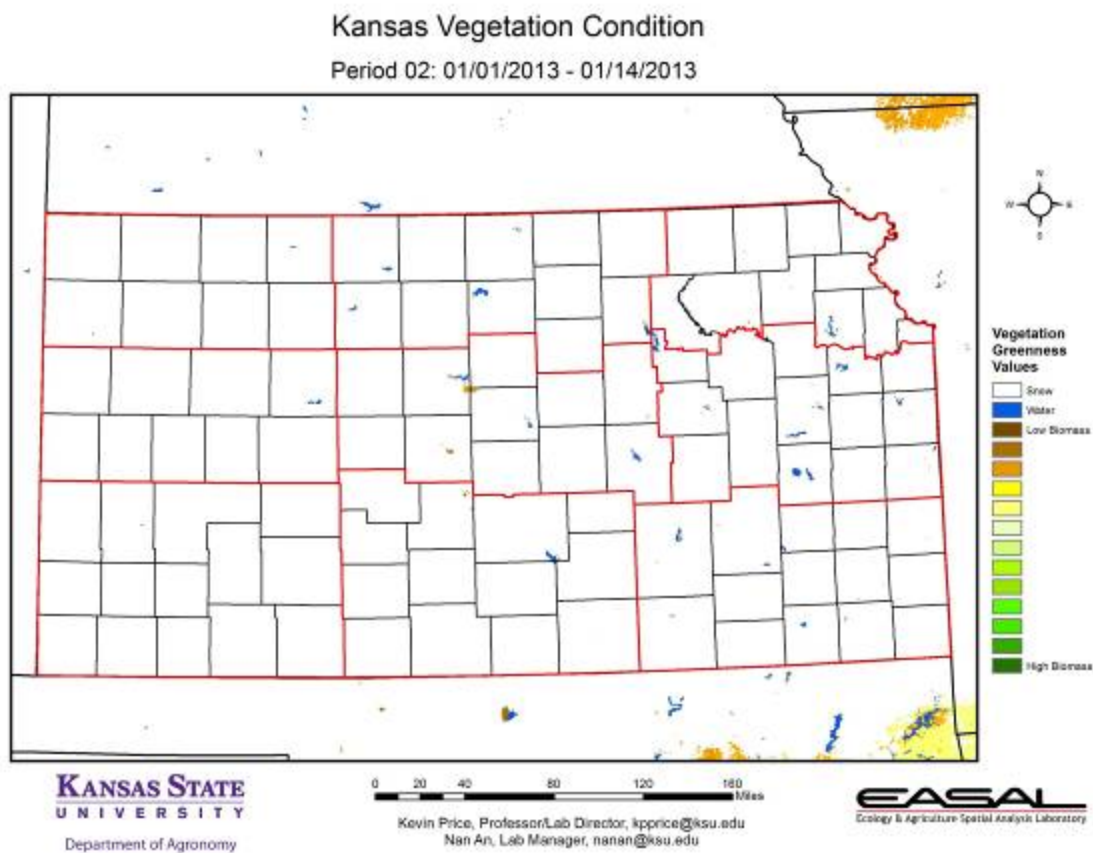 Kansas Vegetation Condition
Period 02: 01/01/2013 - 01/14/2013
N
W
E
S
Vegetation
Greenness
Values
Snow
Water
Low Biomass
High Biomass
KANSAS STATE
UNIVERSITY
Department of Agronomy
0 20 40 80 120 160
Miles
Kevin Price, Professor/Lab Director, kpprice@ksu.edu
Nan An, Lab Manager, nanan@ksu.edu
EASAL
Ecology & Agriculture Spatial Analysis Laboratory